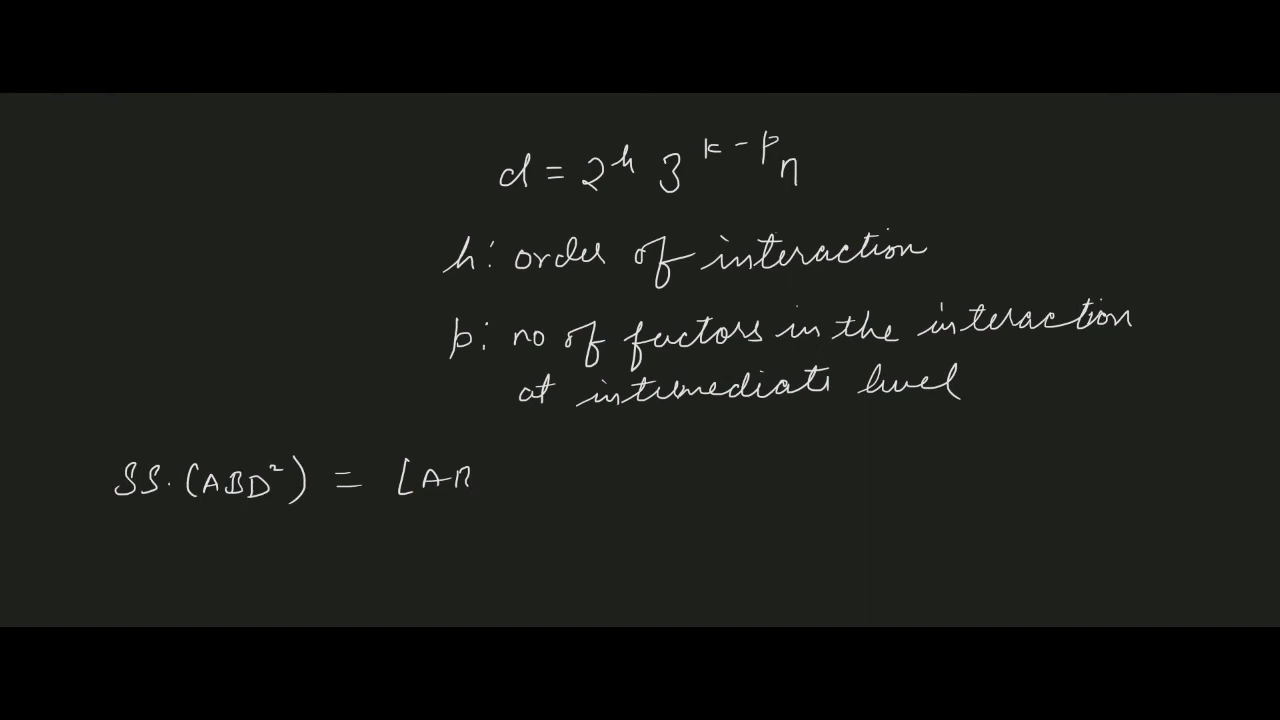 d = 2^h 3^{k-p} n
h: order of interaction
p: no of factors in the interaction
at intermediate level
SS.(ABD²) = [AB